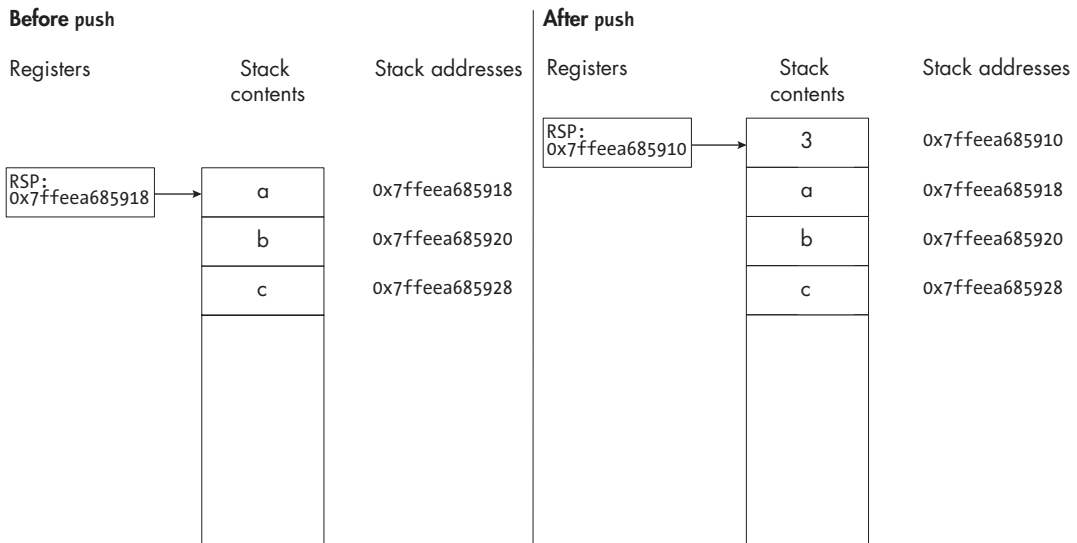 Before push
Registers
Stack
contents
Stack addresses
RSP:
0x7ffeea685918
a
0x7ffeea685918
b
0x7ffeea685920
c
0x7ffeea685928
After push
Registers
Stack
contents
Stack addresses
RSP:
0x7ffeea685910
3
0x7ffeea685910
a
0x7ffeea685918
b
0x7ffeea685920
c
0x7ffeea685928